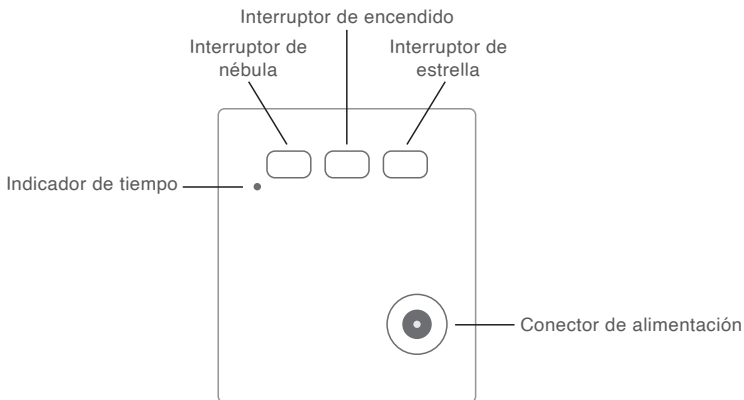 Interruptor de encendido
Interruptor de
nébula
Interruptor de
estrella
Indicador de tiempo
Conector de alimentación